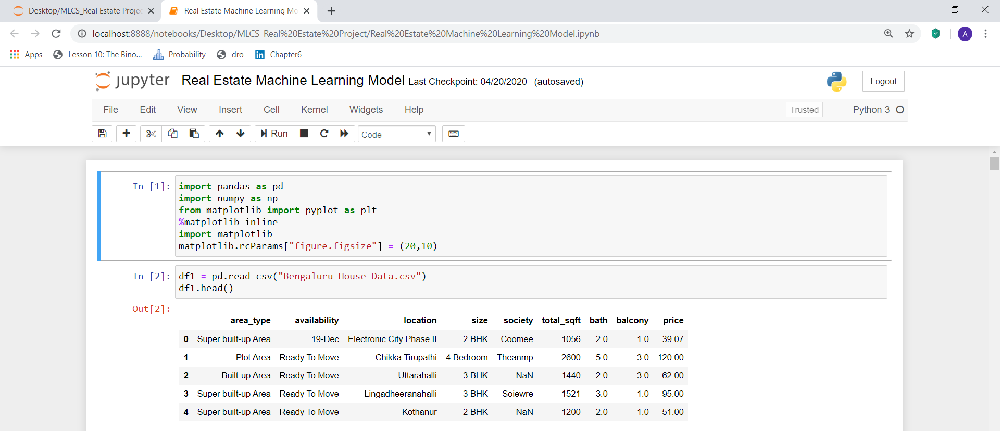 Desktop/MLCS_Real Estate Projec
Real Estate Machine Learning Mo
localhost:8888/notebooks/Desktop/MLCS_Real%20Estate%20Project/Real%20Estate%20Machine%20Learning%20Model.ipynb
A
Apps Lesson 10: The Bino... Probability dro in Chapter6
jupyter Real Estate Machine Learning Model Last Checkpoint: 04/20/2020 (autosaved) Logout
File Edit View Insert Cell Kernel Widgets Help Trusted Python 3
Run Code
In [1]: import pandas as pd
import numpy as np
from matplotlib import pyplot as plt
%matplotlib inline
import matplotlib
matplotlib.rcParams["figure.figsize"] = (20,10)
In [2]: df1 = pd.read_csv("Bengaluru_House_Data.csv")
df1.head()
Out[2]:
area_type availability location size society total_sqft bath balcony price
0 Super built-up Area 19-Dec Electronic City Phase II 2 BHK Coomee 1056 2.0 1.0 39.07
1 Plot Area Ready To Move Chikka Tirupathi 4 Bedroom Theanmp 2600 5.0 3.0 120.00
2 Built-up Area Ready To Move Uttarahalli 3 BHK NaN 1440 2.0 3.0 62.00
3 Super built-up Area Ready To Move Lingadheeranahalli 3 BHK Soiewre 1521 3.0 1.0 95.00
4 Super built-up Area Ready To Move Kothanur 2 BHK NaN 1200 2.0 1.0 51.00